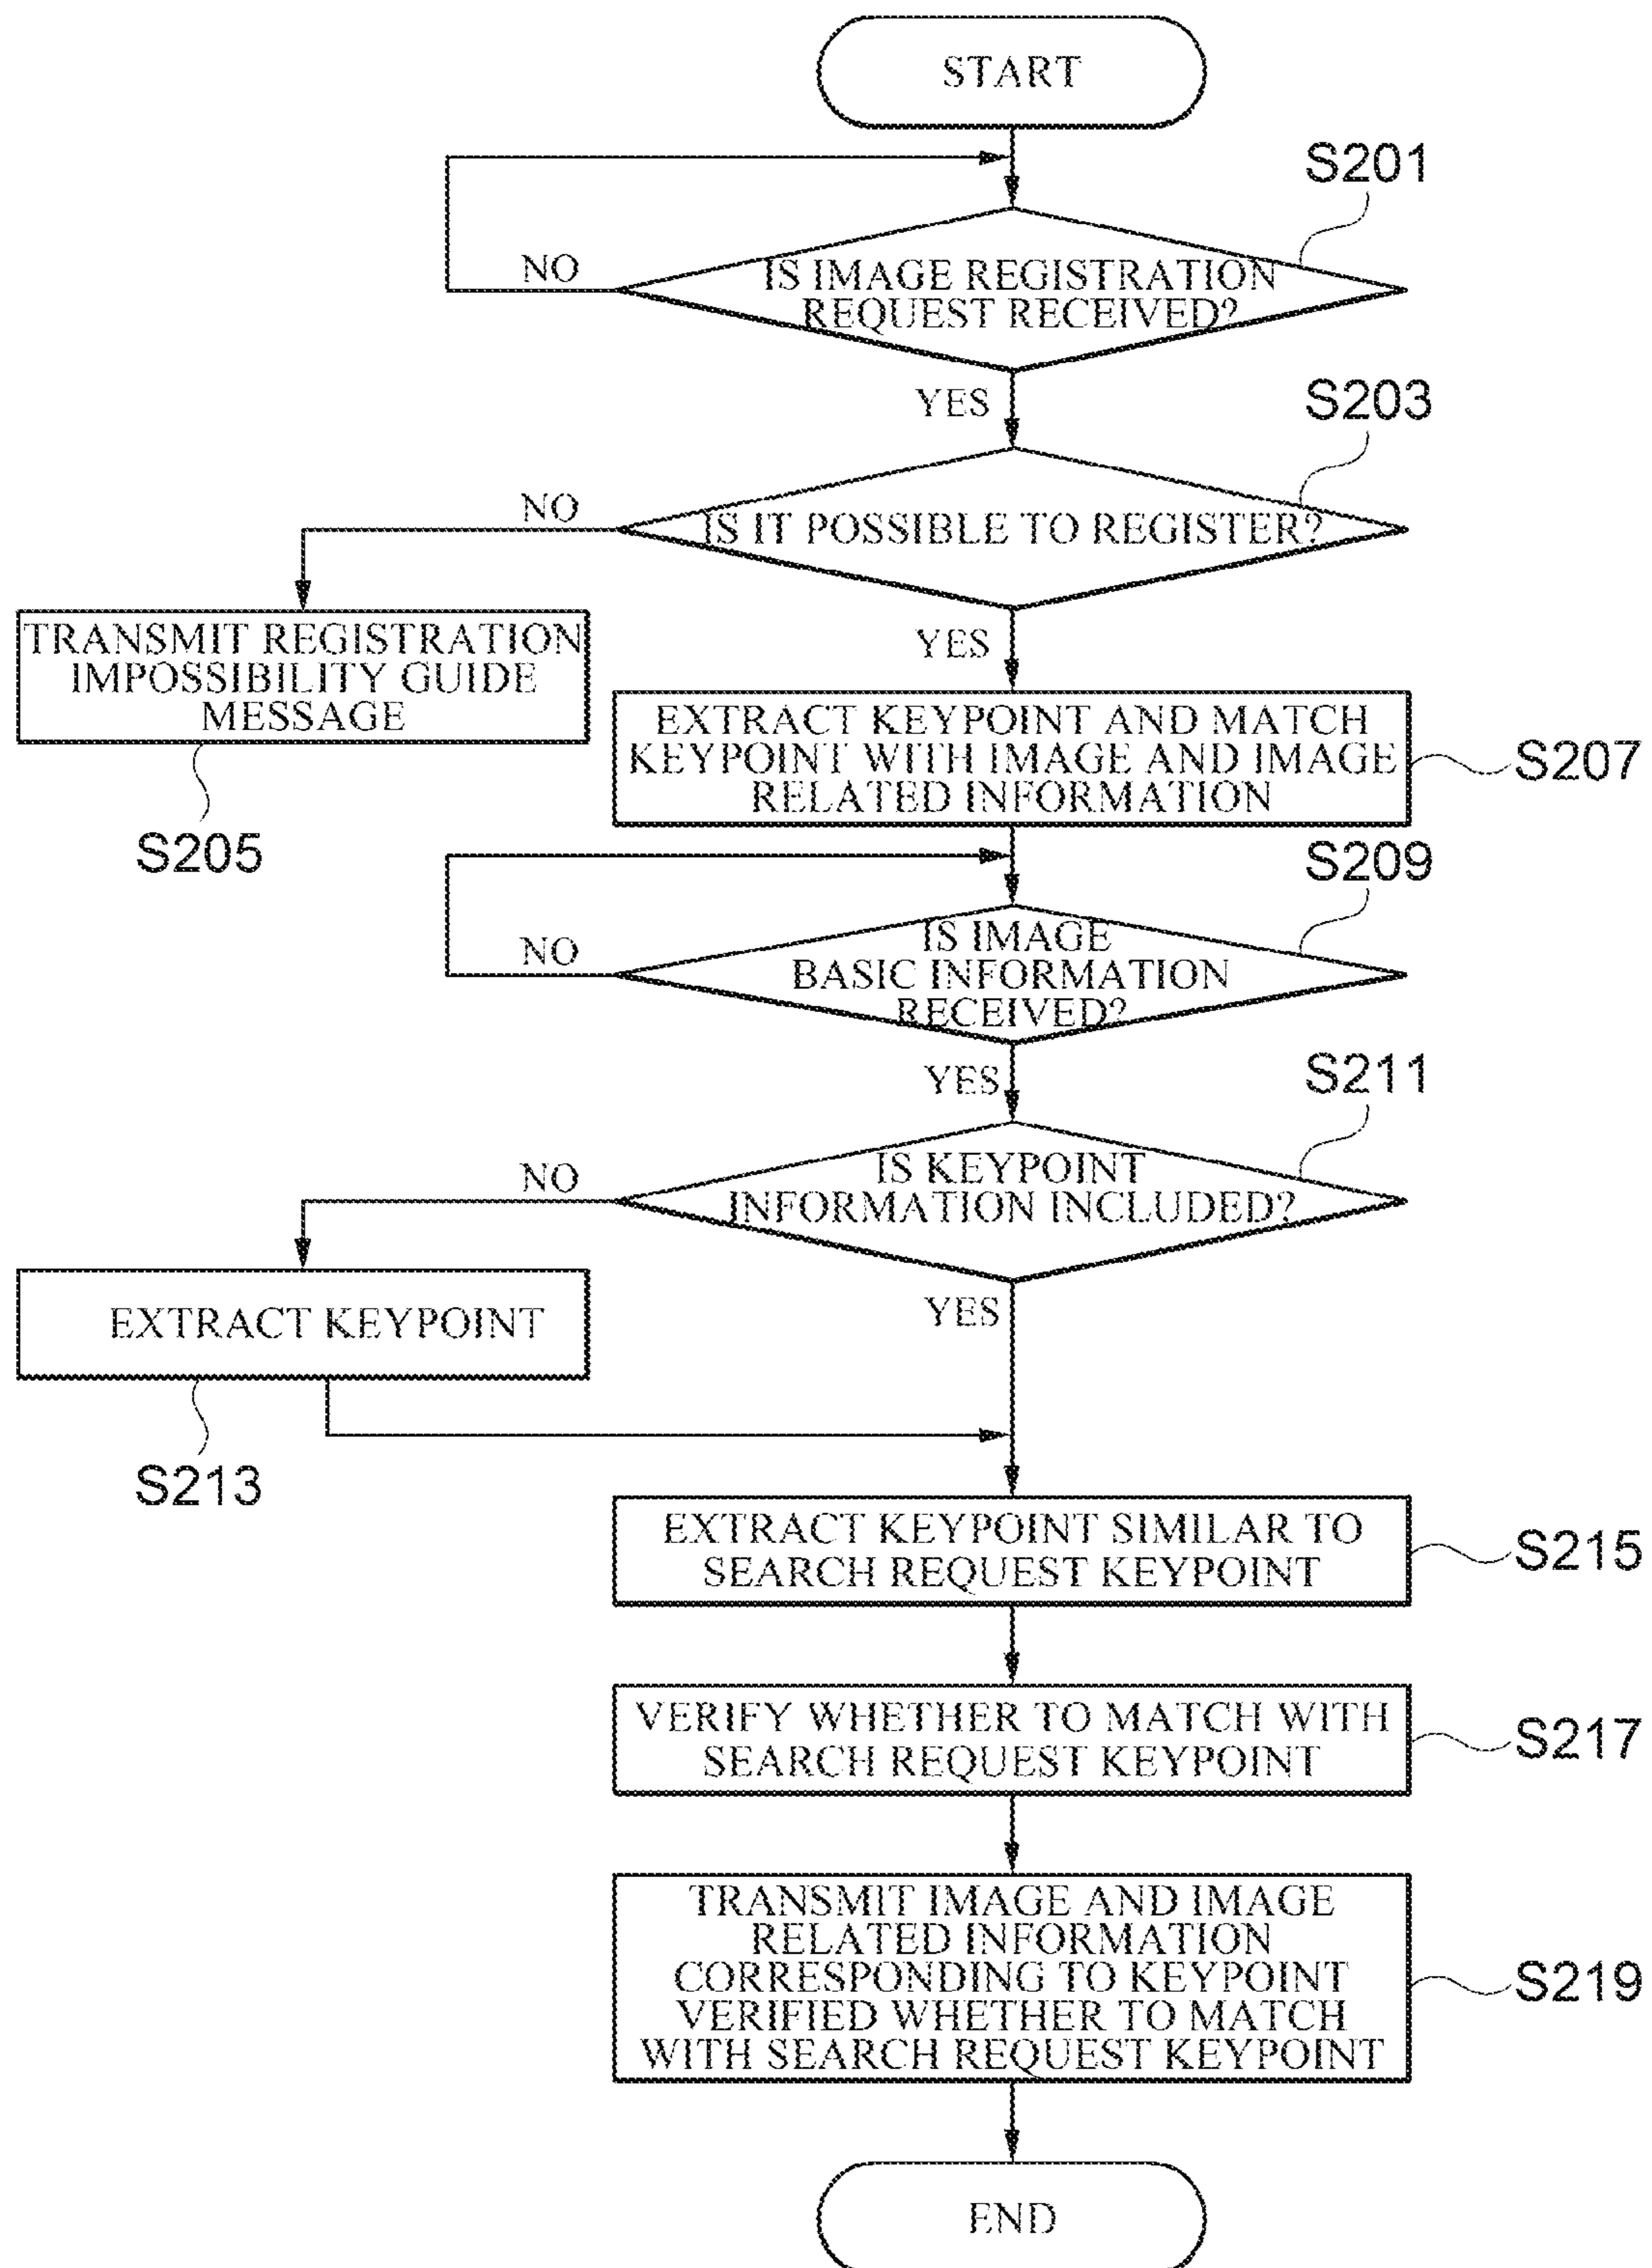 START
S201
NO
IS IMAGE REGISTRATION
REQUEST RECEIVED?
YES
S203
NO
IS IT POSSIBLE TO REGISTER?
TRANSMIT REGISTRATION
IMPOSSIBILITY GUIDE
MESSAGE
S205
YES
EXTRACT KEYPOINT AND MATCH
KEYPOINT WITH IMAGE AND IMAGE
RELATED INFORMATION
S207
S209
NO
IS IMAGE
BASIC INFORMATION
RECEIVED?
YES
S211
NO
IS KEYPOINT
INFORMATION INCLUDED?
YES
EXTRACT KEYPOINT
S213
EXTRACT KEYPOINT SIMILAR TO
SEARCH REQUEST KEYPOINT
S215
VERIFY WHETHER TO MATCH WITH
SEARCH REQUEST KEYPOINT
S217
TRANSMIT IMAGE AND IMAGE
RELATED INFORMATION
CORRESPONDING TO KEYPOINT
VERIFIED WHETHER TO MATCH
WITH SEARCH REQUEST KEYPOINT
S219
END